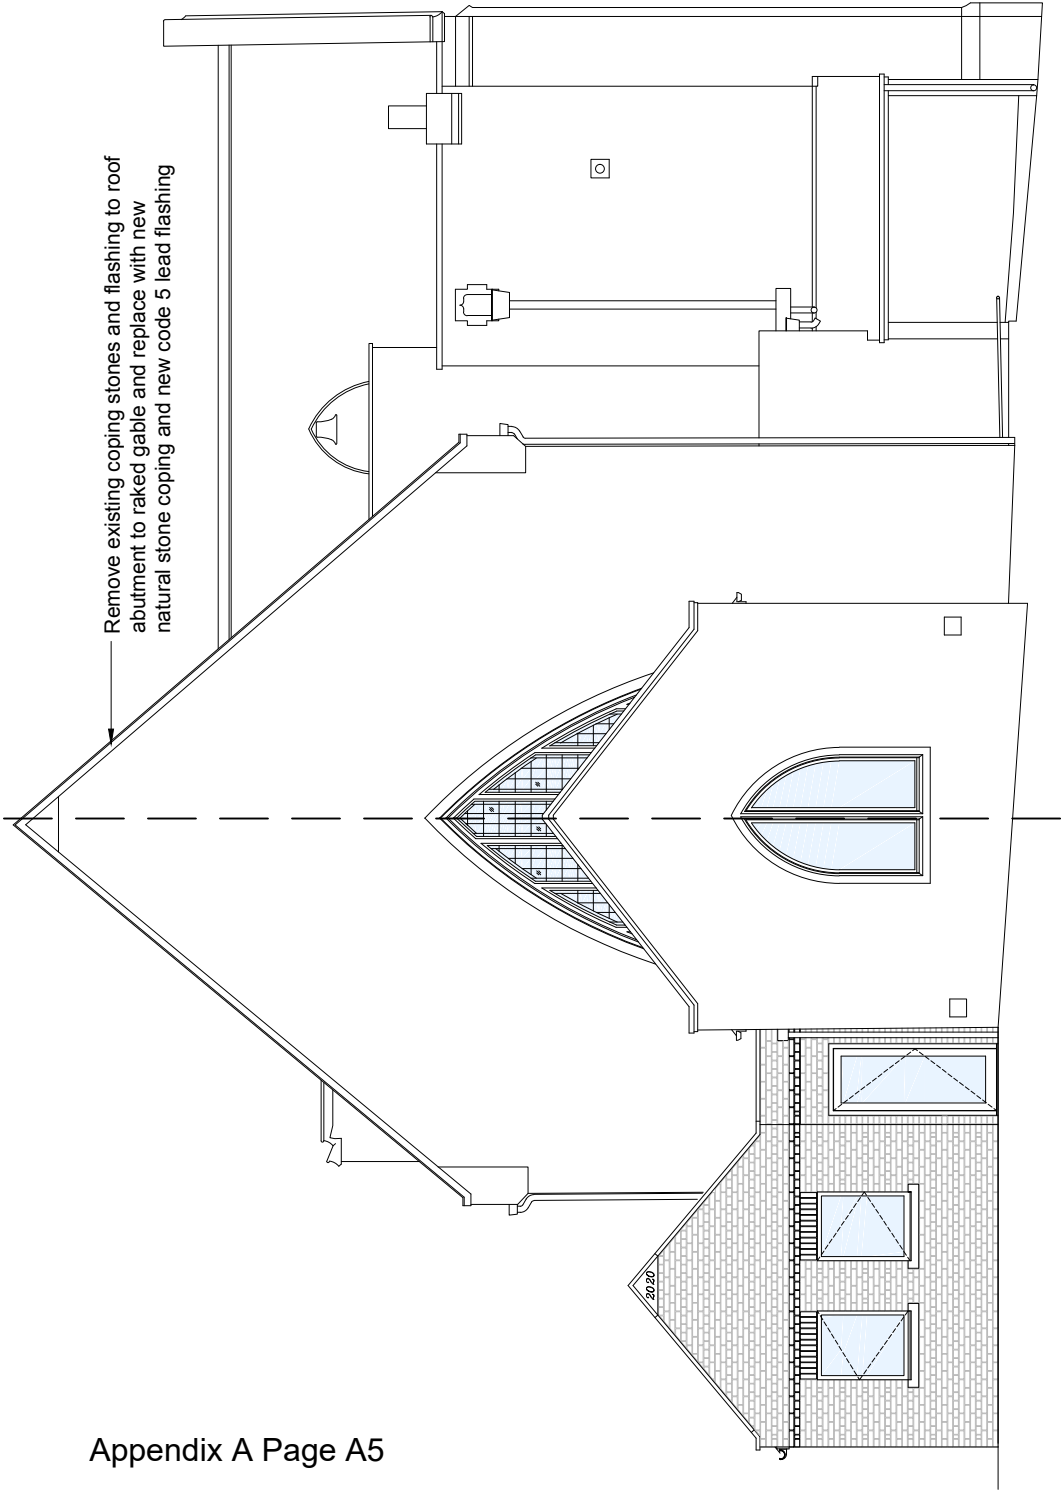 Remove existing coping stones and flashing to roof
abutment to raked gable and replace with new
natural stone coping and new code 5 lead flashing
2020
Appendix A Page A5